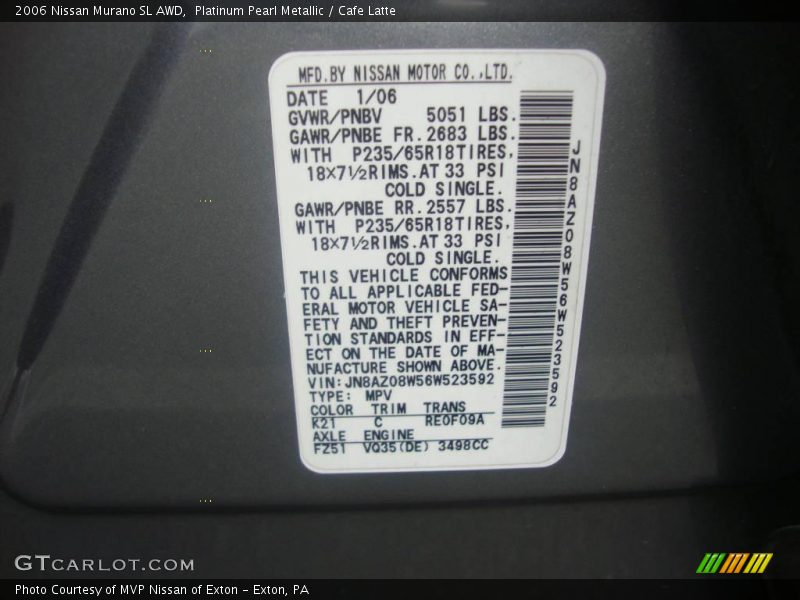 2006 Nissan Murano SL AWD, Platinum Pearl Metallic / Cafe Latte
MFD.BY NISSAN MOTOR CO.,LTD.
DATE 1/06
GVWR/PNBV 5051 LBS.
GAWR/PNBE FR.2683 LBS.
WITH P235/65R18TIRES,
18×7½RIMS.AT 33 PSI
COLD SINGLE.
GAWR/PNBE RR.2557 LBS.
WITH P235/65R18TIRES,
18×7½RIMS.AT 33 PSI
COLD SINGLE.
THIS VEHICLE CONFORMS
TO ALL APPLICABLE FED-
ERAL MOTOR VEHICLE SA-
FETY AND THEFT PREVEN-
TION STANDARDS IN EFF-
ECT ON THE DATE OF MA-
NUFACTURE SHOWN ABOVE.
VIN:JN8AZ08W56W523592
TYPE: MPV
COLOR TRIM TRANS
K21 C RE0F09A
AXLE ENGINE
FZ51 VQ35(DE) 3498CC
JN8AZ08W56W523592
GTCARLOT.COM
Photo Courtesy of MVP Nissan of Exton - Exton, PA